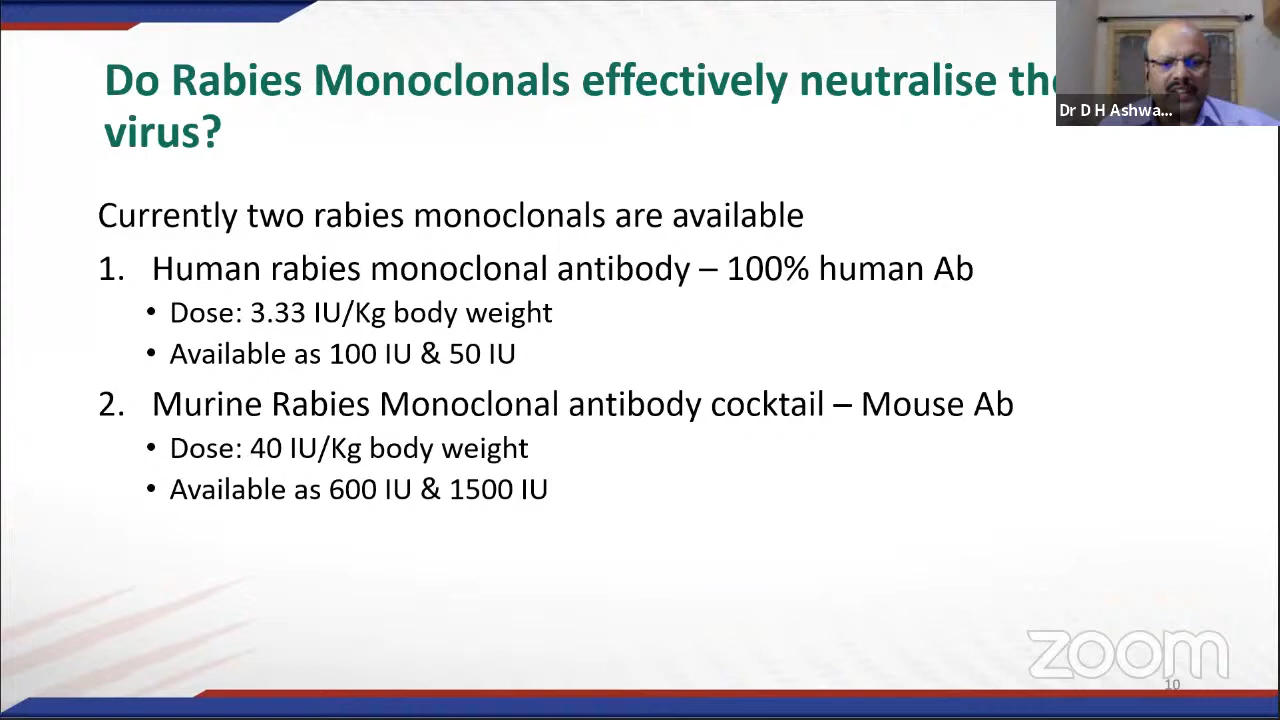 Do Rabies Monoclonals effectively neutralise the
virus?
Dr D H Ashwa...
Currently two rabies monoclonals are available
1. Human rabies monoclonal antibody – 100% human Ab
• Dose: 3.33 IU/Kg body weight
• Available as 100 IU & 50 IU
2. Murine Rabies Monoclonal antibody cocktail – Mouse Ab
• Dose: 40 IU/Kg body weight
• Available as 600 IU & 1500 IU
zoom
10